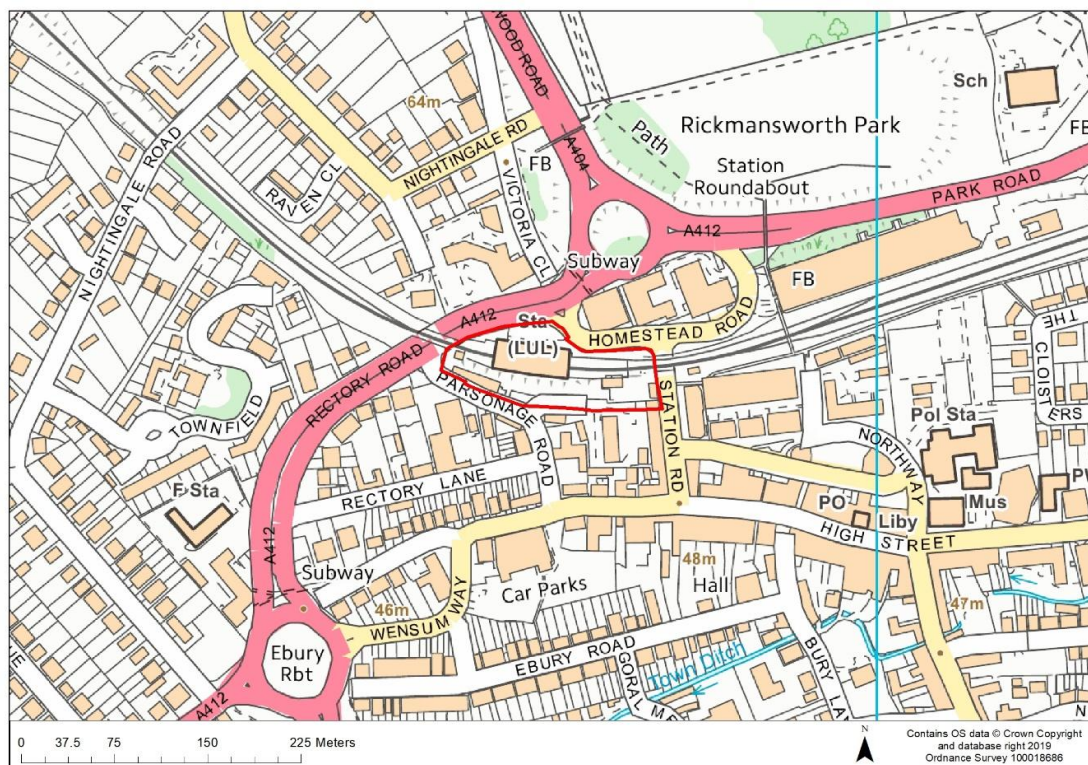 WOOD ROAD
A404
64m
NIGHTINGALE RD
NIGHTINGALE ROAD
RAVEN CL
VICTORIA CL
FB
Path
Rickmansworth Park
Sch
FB
Station
Roundabout
PARK ROAD
A412
Subway
FB
HOMESTEAD ROAD
Sta
(LUL)
A412
RECTORY ROAD
PARSONAGE ROAD
STATION RD
THE
CLOISTERS
TOWNFIELD
F Sta
RECTORY LANE
NORTHWAY
Pol Sta
Mus
PO
Liby
HIGH STREET
A412
Subway
46m
WENSUM WAY
Car Parks
48m
Hall
47m
Ebury
Rbt
EBURY ROAD
Town Ditch
A412
0 37.5 75 150 225 Meters
N
Contains OS data © Crown Copyright
and database right 2019
Ordnance Survey 100018686